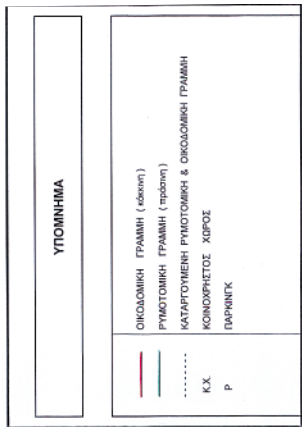 ΥΠΟΜΝΗΜΑ
ΟΙΚΟΔΟΜΙΚΗ ΓΡΑΜΜΗ ( κόκκινη )
ΡΥΜΟΤΟΜΙΚΗ ΓΡΑΜΜΗ ( πράσινη )
ΚΑΤΑΡΓΟΥΜΕΝΗ ΡΥΜΟΤΟΜΙΚΗ & ΟΙΚΟΔΟΜΙΚΗ ΓΡΑΜΜΗ
Κ.Χ. ΚΟΙΝΟΧΡΗΣΤΟΣ ΧΩΡΟΣ
Ρ ΠΑΡΚΙΝΓΚ